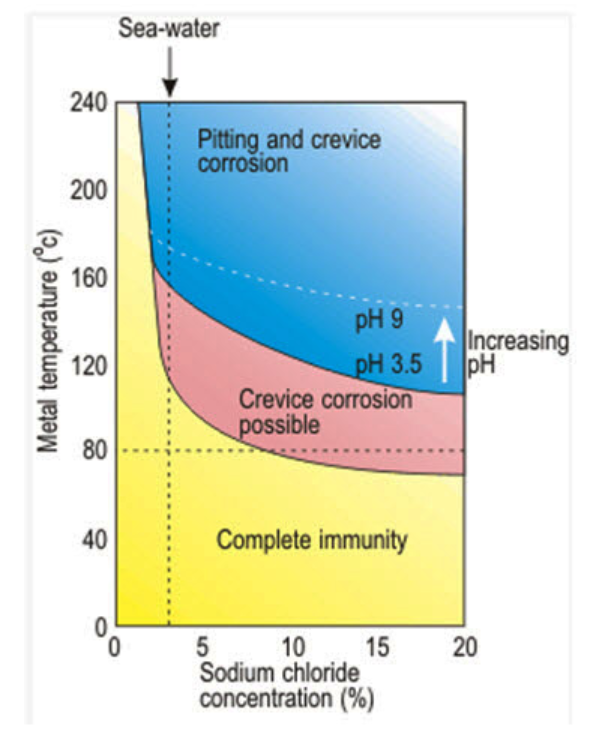 Sea-water
240
Pitting and crevice
corrosion
200
160
pH 9
Increasing
pH
120
pH 3.5
Crevice corrosion
possible
80
Complete immunity
40
0
Metal temperature (°c)
0 5 10 15 20
Sodium chloride
concentration (%)